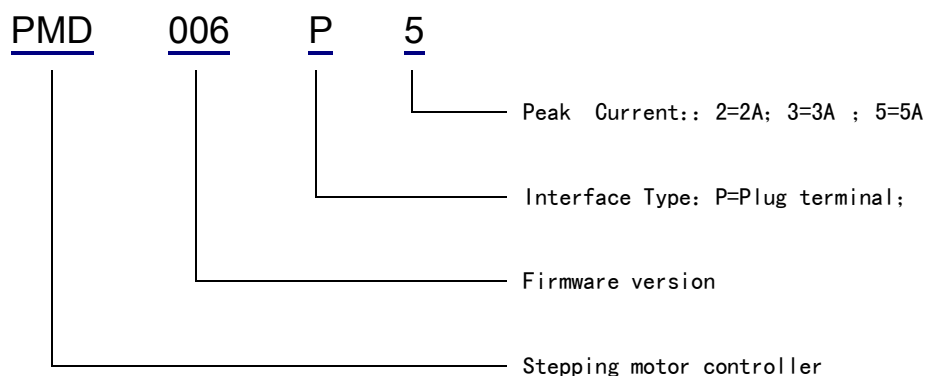 PMD 006 P 5
Peak Current:: 2=2A; 3=3A ; 5=5A
Interface Type: P=Plug terminal;
Firmware version
Stepping motor controller